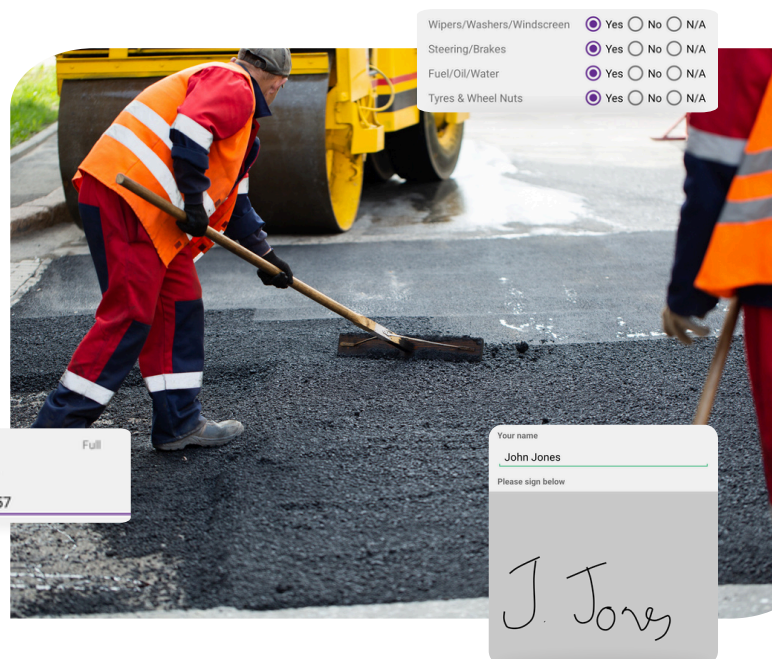 Wipers/Washers/Windscreen Yes No N/A
Steering/Brakes Yes No N/A
Fuel/Oil/Water Yes No N/A
Tyres & Wheel Nuts Yes No N/A
Full
57
Your name
John Jones
Please sign below
J. Jones